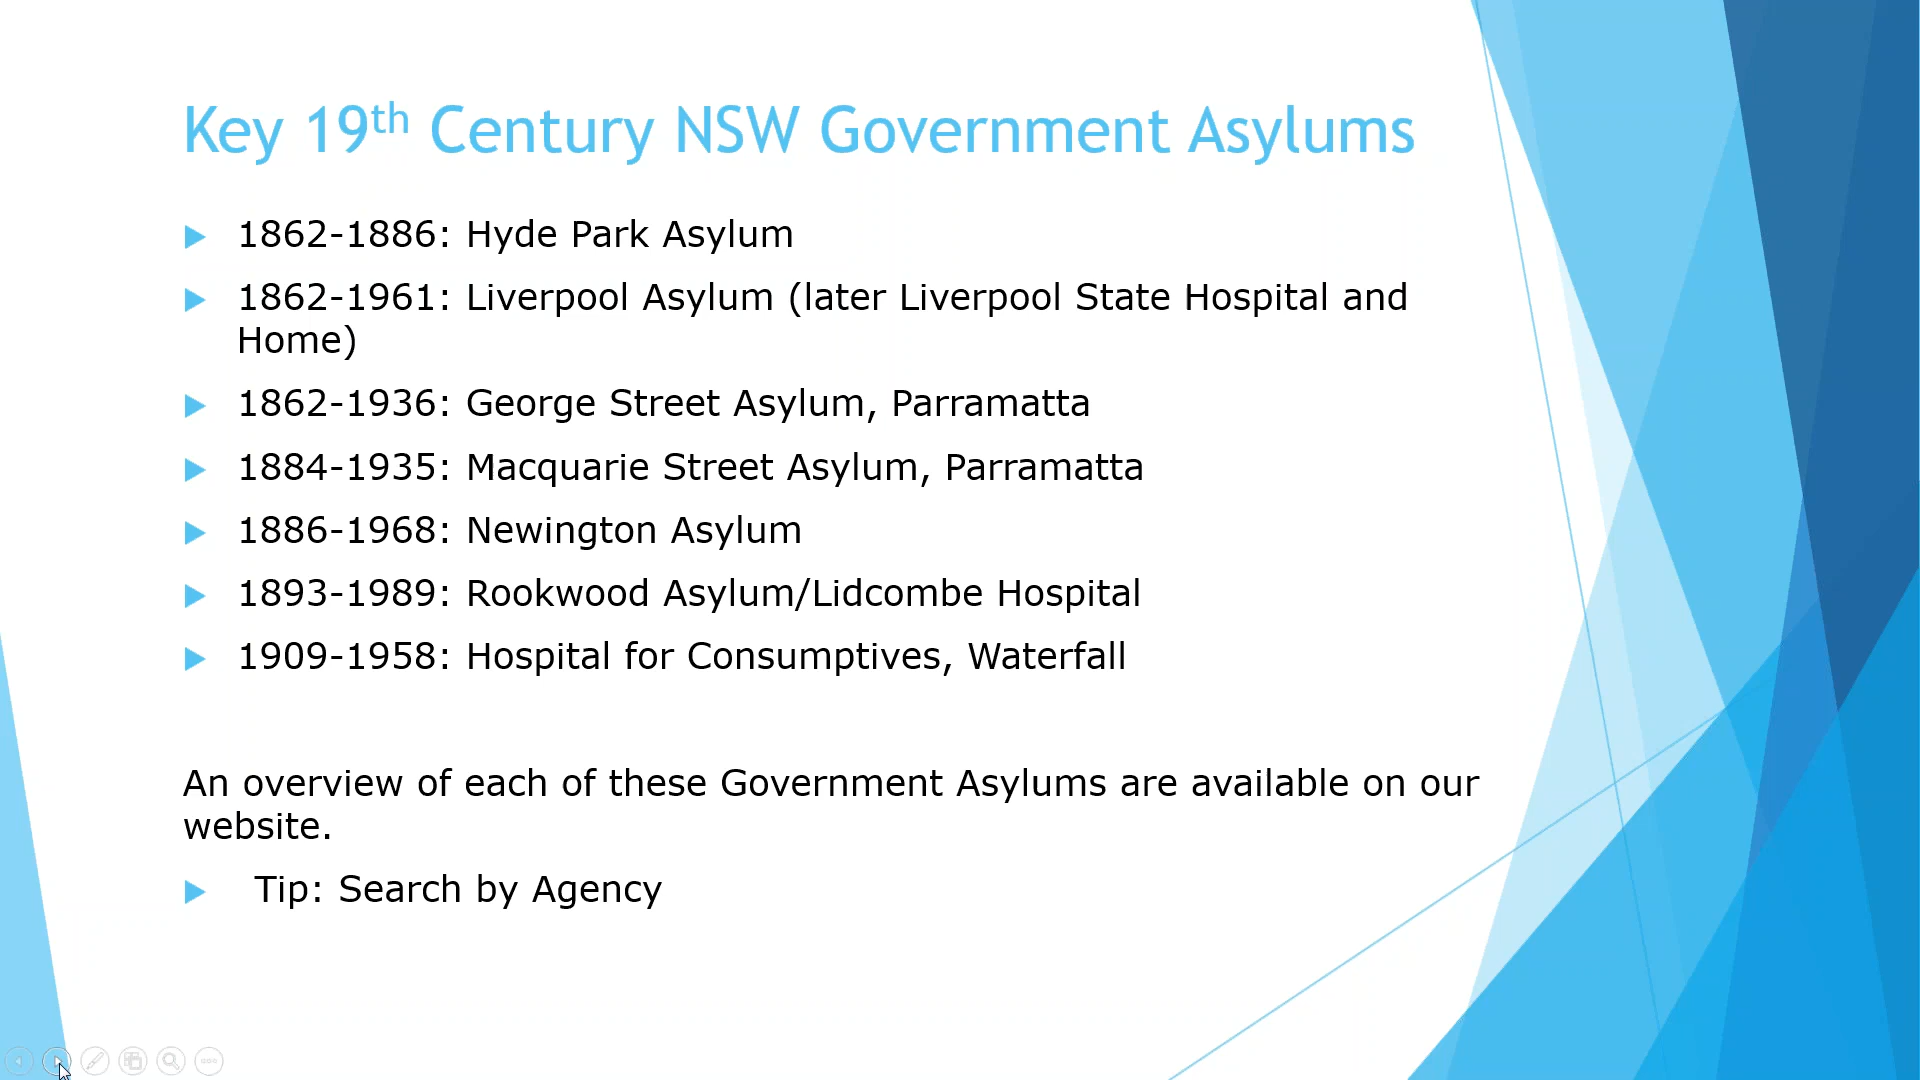 Key 19th Century NSW Government Asylums
1862-1886: Hyde Park Asylum
1862-1961: Liverpool Asylum (later Liverpool State Hospital and
Home)
1862-1936: George Street Asylum, Parramatta
1884-1935: Macquarie Street Asylum, Parramatta
1886-1968: Newington Asylum
1893-1989: Rookwood Asylum/Lidcombe Hospital
1909-1958: Hospital for Consumptives, Waterfall
An overview of each of these Government Asylums are available on our
website.
Tip: Search by Agency